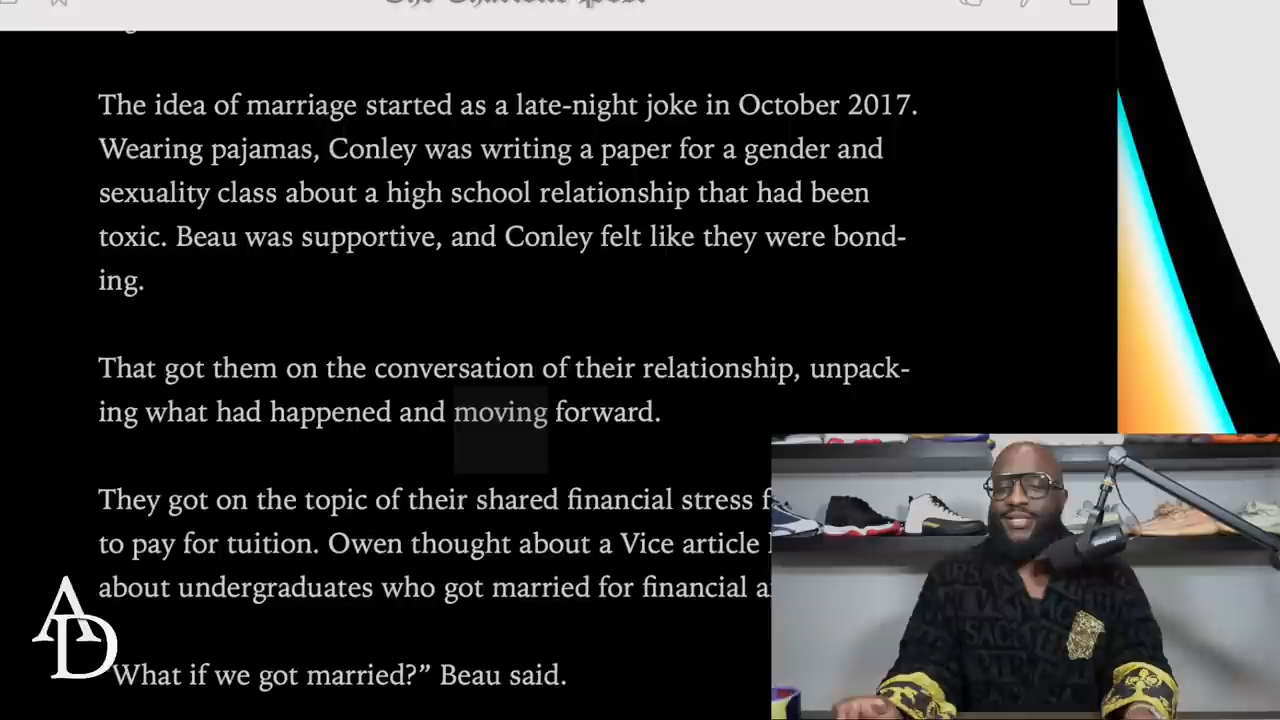 The Charlotte Post
The idea of marriage started as a late-night joke in October 2017.
Wearing pajamas, Conley was writing a paper for a gender and
sexuality class about a high school relationship that had been
toxic. Beau was supportive, and Conley felt like they were bond-
ing.
That got them on the conversation of their relationship, unpack-
ing what had happened and moving forward.
They got on the topic of their shared financial stress
to pay for tuition. Owen thought about a Vice article
about undergraduates who got married for financial
"What if we got married?” Beau said.
AD